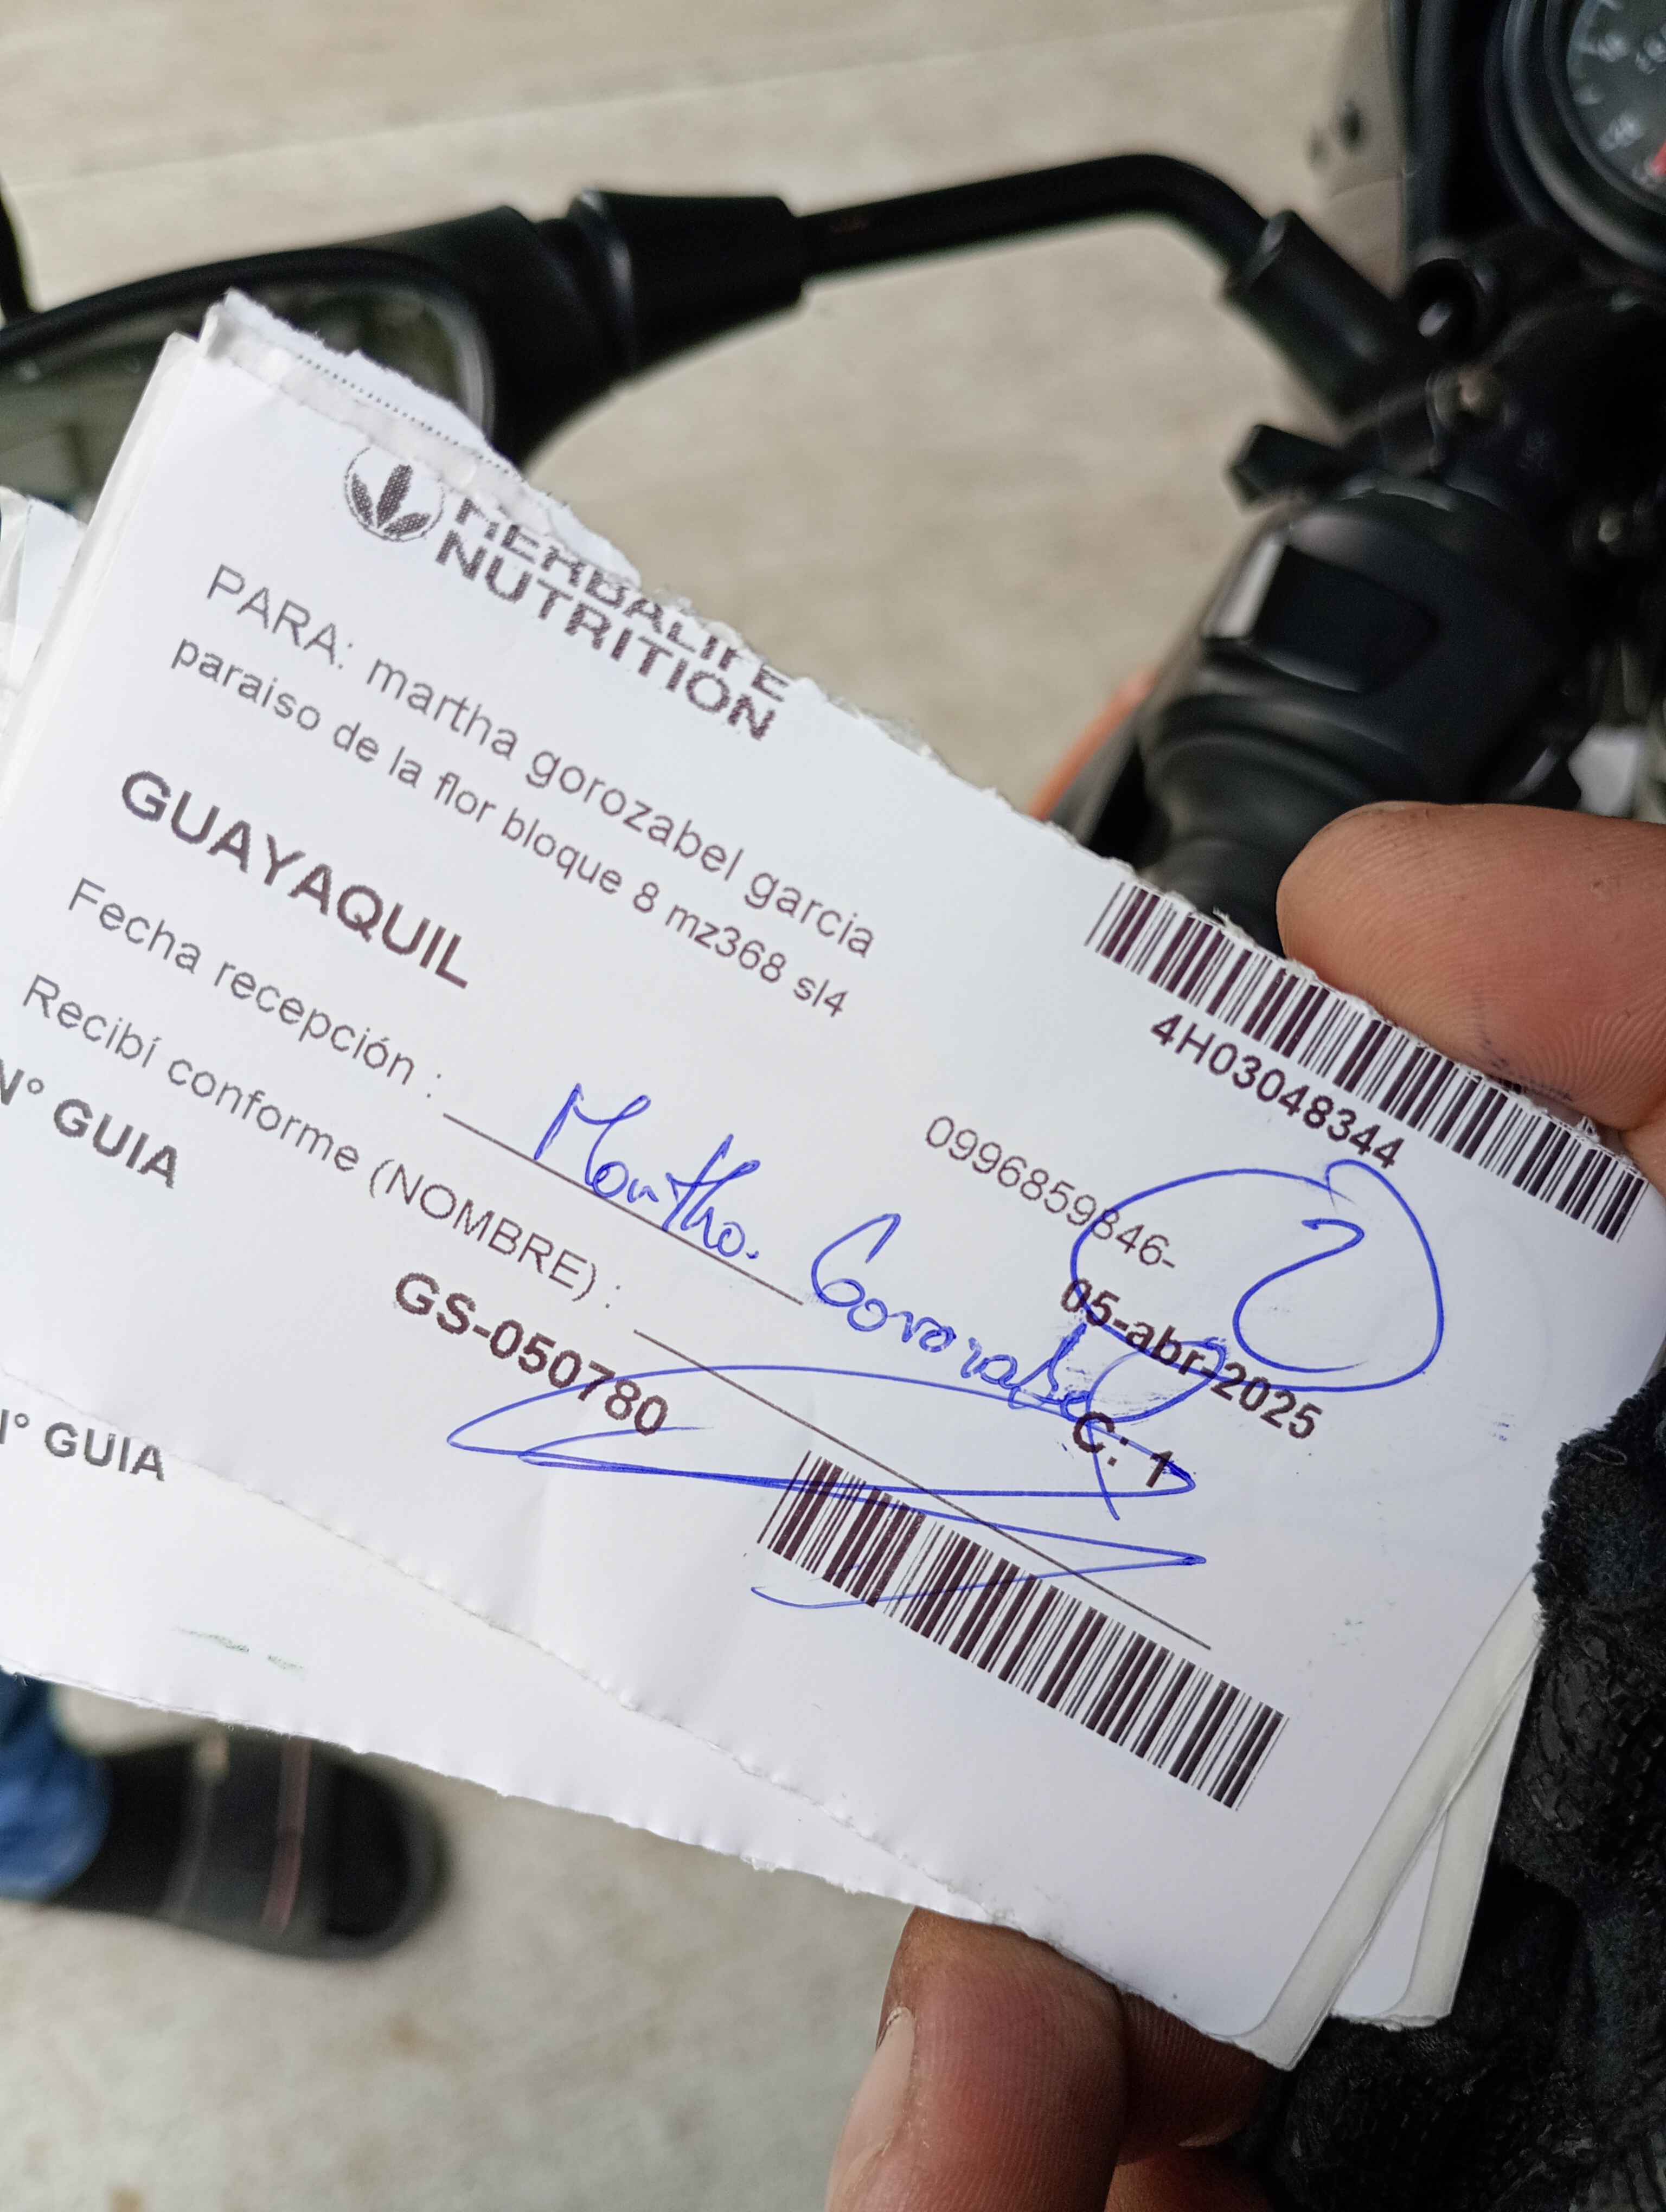 HERBALIFE
NUTRITION
PARA: martha gorozabel garcia
paraiso de la flor bloque 8 mz368 sl4
GUAYAQUIL
4H03048344
0996859846-
2
05-abr-2025
C: 1
Fecha recepción :
Martha. Gorozabel
Recibí conforme (NOMBRE) :
N° GUIA
GS-050780
N° GUIA